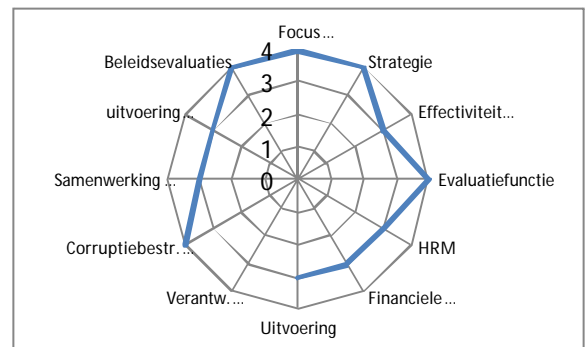 Focus ...
4
Beleidsevaluaties
Strategie
3
uitvoering ...
2
Effectiviteit ...
1
Samenwerking ...
0
Evaluatiefunctie
Corruptiebestr. ...
HRM
Verantw. ...
Financiele ...
Uitvoering